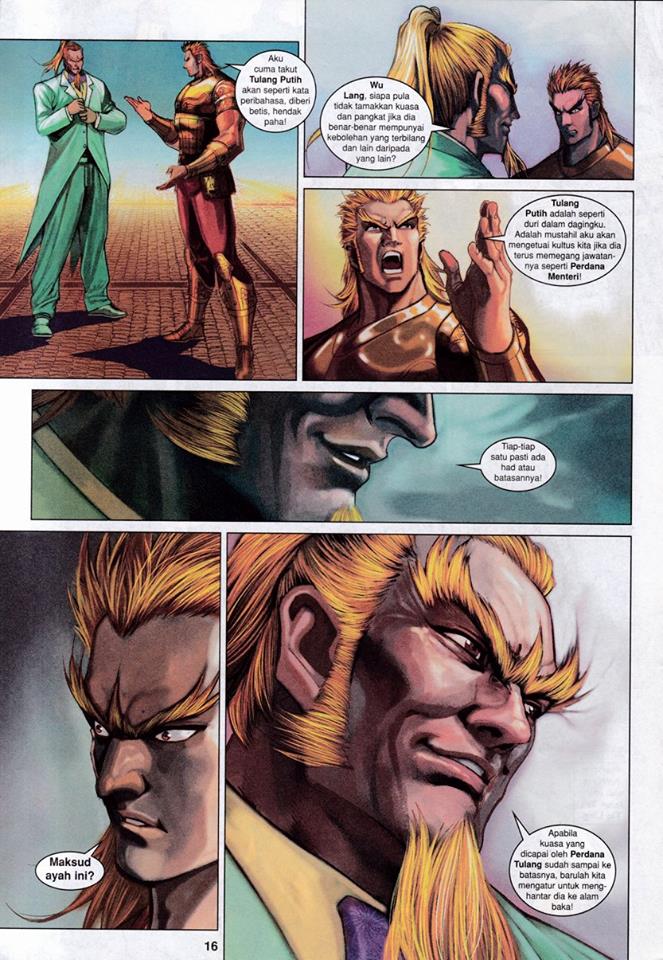 Aku
cuma takut
Tulang Putih
akan seperti kata
peribahasa, diberi
betis, hendak
paha!
Wu
Lang, siapa pula
tidak tamakkan kuasa
dan pangkat jika dia
benar-benar mempunyai
kebolehan yang terbilang
dan lain daripada
yang lain?
Tulang
Putih adalah seperti
duri dalam dagingku.
Adalah mustahil aku akan
mengetuai kultus kita jika dia
terus memegang jawatan-
nya seperti Perdana
Menteri!
Tiap-tiap
satu pasti ada
had atau
batasannya!
Maksud
ayah ini?
Apabila
kuasa yang
dicapai oleh Perdana
Tulang sudah sampai ke
batasnya, barulah kita
mengatur untuk meng-
hantar dia ke alam
baka!
16